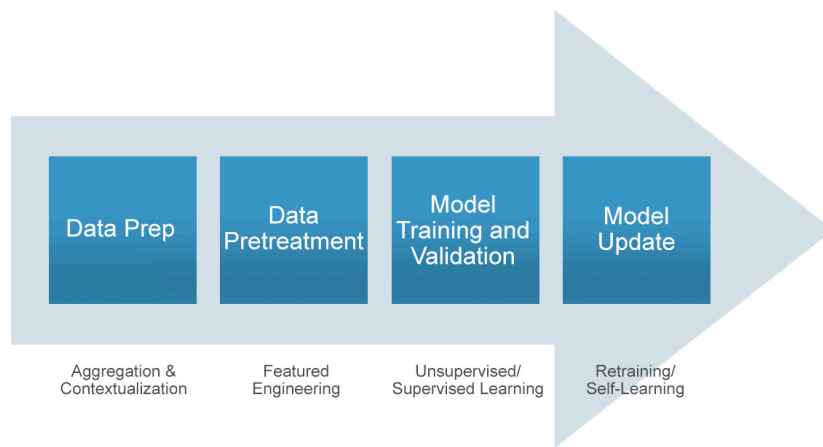 Data Prep
Data
Pretreatment
Model
Training and
Validation
Model
Update
Aggregation &
Contextualization
Featured
Engineering
Unsupervised/
Supervised Learning
Retraining/
Self-Learning